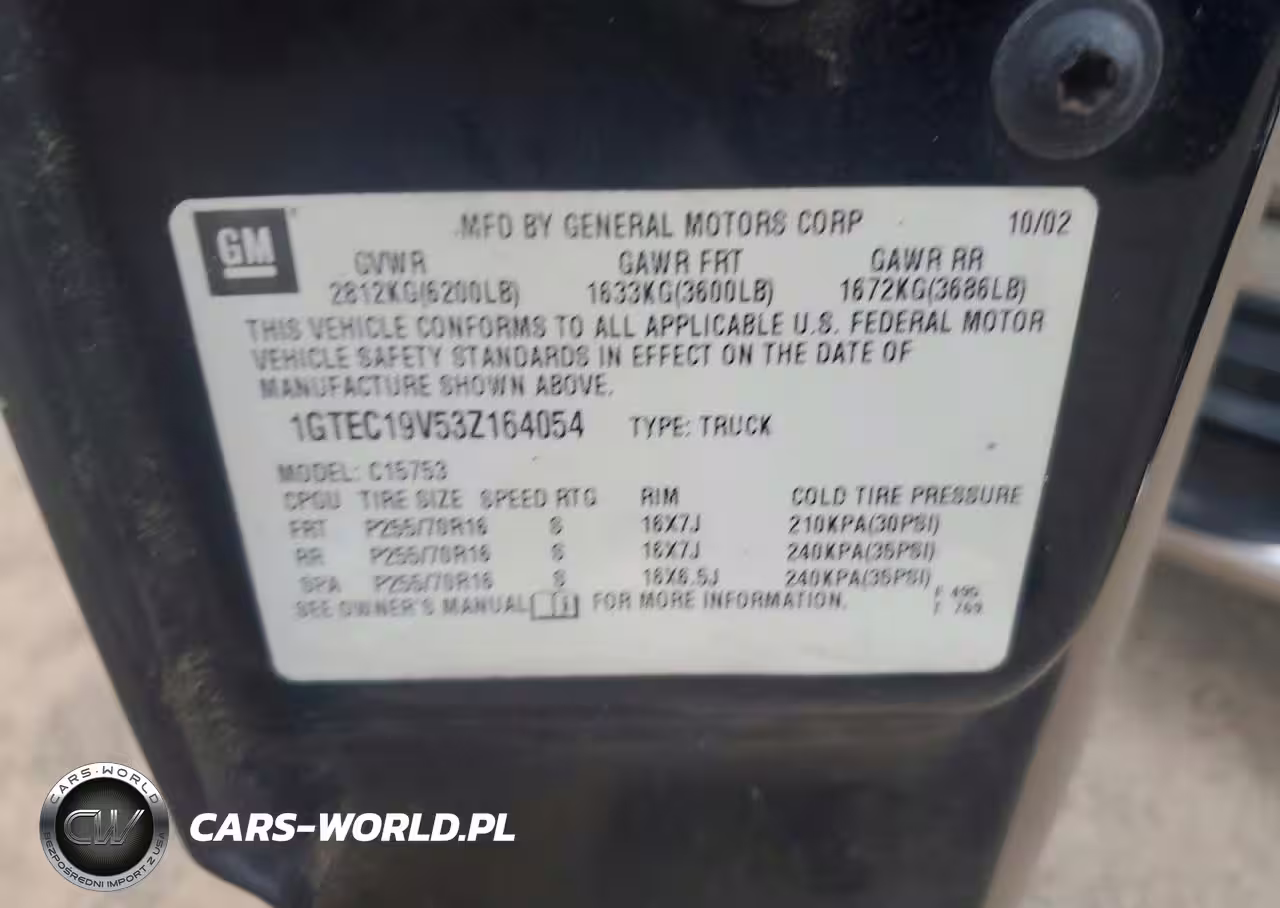 GM MFD BY GENERAL MOTORS CORP 10/02
GVWR GAWR FRT GAWR RR
2812KG(6200LB) 1633KG(3600LB) 1672KG(3686LB)
THIS VEHICLE CONFORMS TO ALL APPLICABLE U.S. FEDERAL MOTOR
VEHICLE SAFETY STANDARDS IN EFFECT ON THE DATE OF
MANUFACTURE SHOWN ABOVE.
1GTEC19V53Z164054 TYPE: TRUCK
MODEL: C15753
TIRE SIZE SPEED RTG RIM COLD TIRE PRESSURE
FRT P255/70R16 S 16X7J 210KPA(30PSI)
RR P255/70R16 S 16X7J 240KPA(35PSI)
SPA P255/70R16 S 16X6.5J 240KPA(35PSI)
SEE OWNER'S MANUAL FOR MORE INFORMATION.
CARS-WORLD
CW
BEZPOŚREDNI IMPORT Z USA
CARS-WORLD.PL